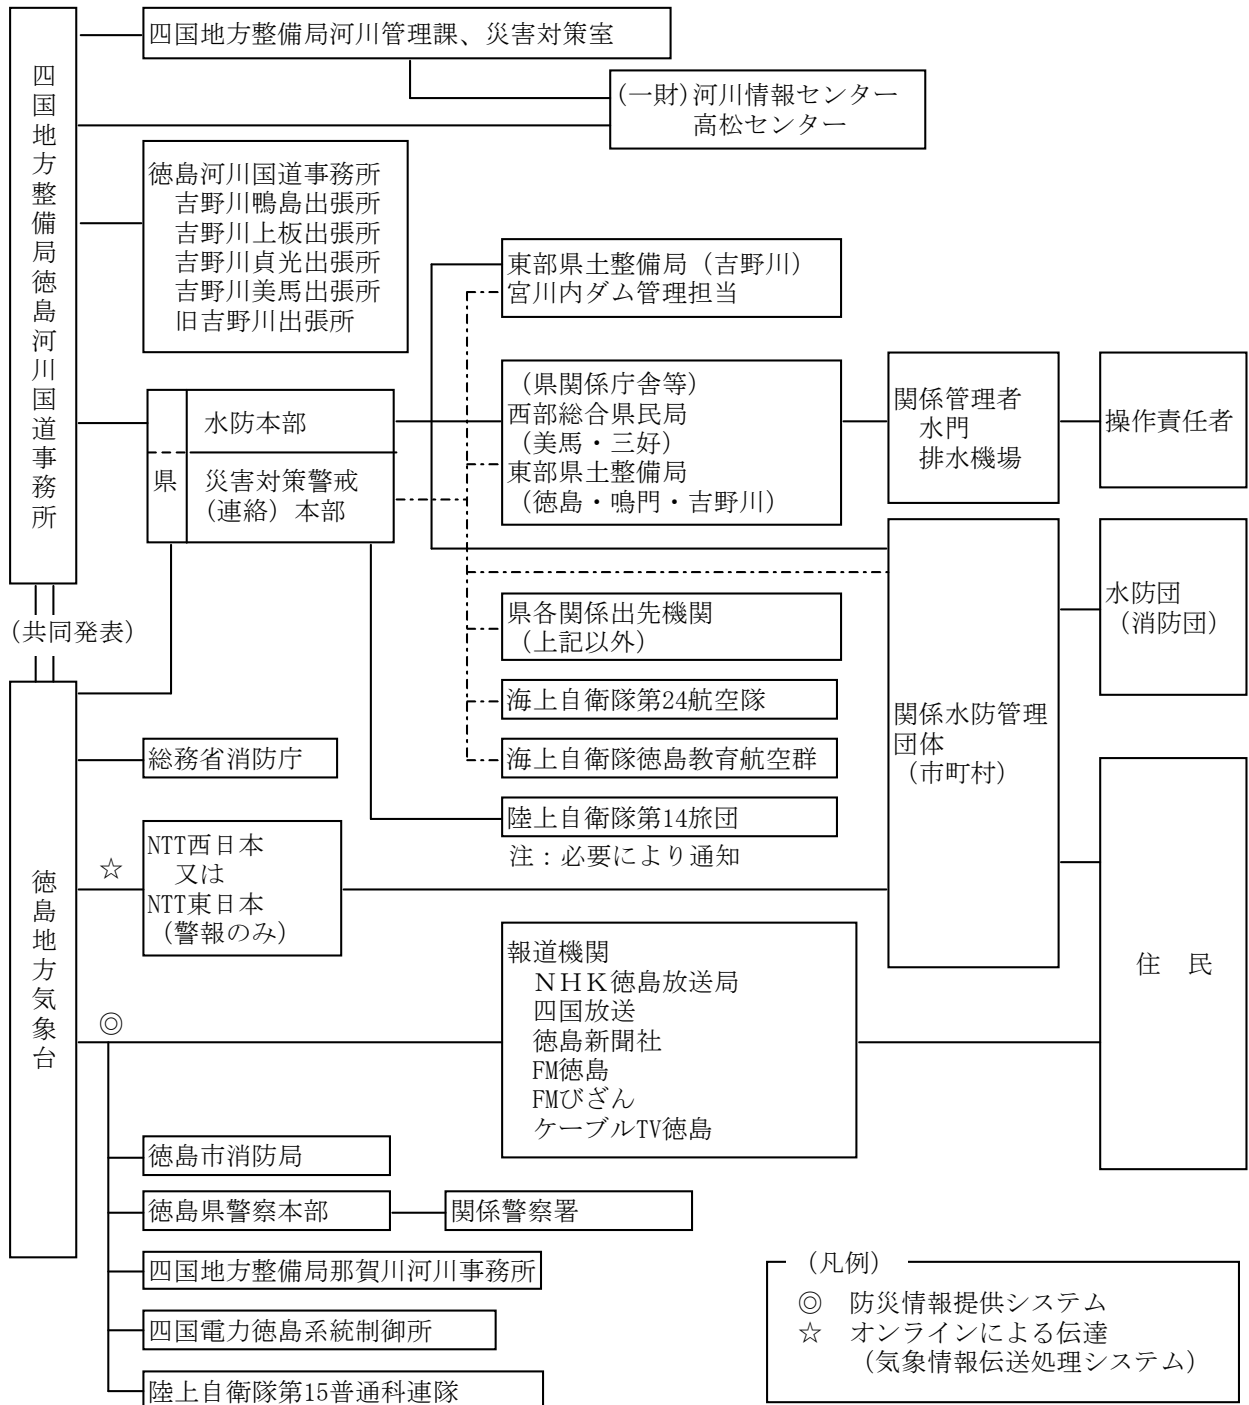 四国地方整備局徳島河川国道事務所
四国地方整備局河川管理課、災害対策室
(一財)河川情報センター
高松センター
徳島河川国道事務所
吉野川鴨島出張所
吉野川上板出張所
吉野川貞光出張所
吉野川美馬出張所
旧吉野川出張所
東部県土整備局（吉野川）
宮川内ダム管理担当
県
水防本部
災害対策警戒
(連絡）本部
（県関係庁舎等）
西部総合県民局
（美馬・三好）
東部県土整備局
（徳島・鳴門・吉野川）
関係管理者
水門
排水機場
操作責任者
(共同発表)
県各関係出先機関
（上記以外）
海上自衛隊第24航空隊
海上自衛隊徳島教育航空群
陸上自衛隊第14旅団
注：必要により通知
関係水防管理
団体
（市町村）
水防団
（消防団）
住　民
徳島地方気象台
総務省消防庁
☆
NTT西日本
又は
NTT東日本
（警報のみ）
◎
報道機関
ＮＨＫ徳島放送局
四国放送
徳島新聞社
FM徳島
FMびざん
ケーブルTV徳島
徳島市消防局
徳島県警察本部
関係警察署
四国地方整備局那賀川河川事務所
四国電力徳島系統制御所
陸上自衛隊第15普通科連隊
（凡例）
◎　防災情報提供システム
☆　オンラインによる伝達
（気象情報伝送処理システム）